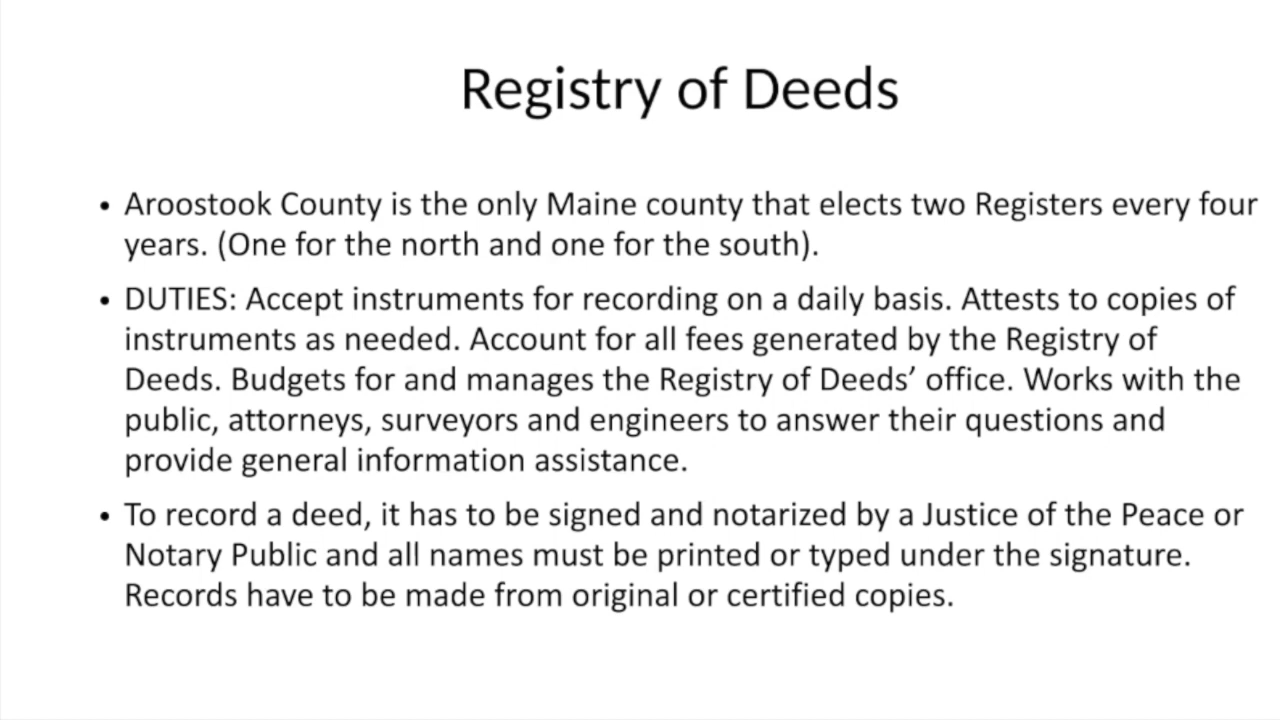 Registry of Deeds
• Aroostook County is the only Maine county that elects two Registers every four
years. (One for the north and one for the south).
• DUTIES: Accept instruments for recording on a daily basis. Attests to copies of
instruments as needed. Account for all fees generated by the Registry of
Deeds. Budgets for and manages the Registry of Deeds’ office. Works with the
public, attorneys, surveyors and engineers to answer their questions and
provide general information assistance.
• To record a deed, it has to be signed and notarized by a Justice of the Peace or
Notary Public and all names must be printed or typed under the signature.
Records have to be made from original or certified copies.